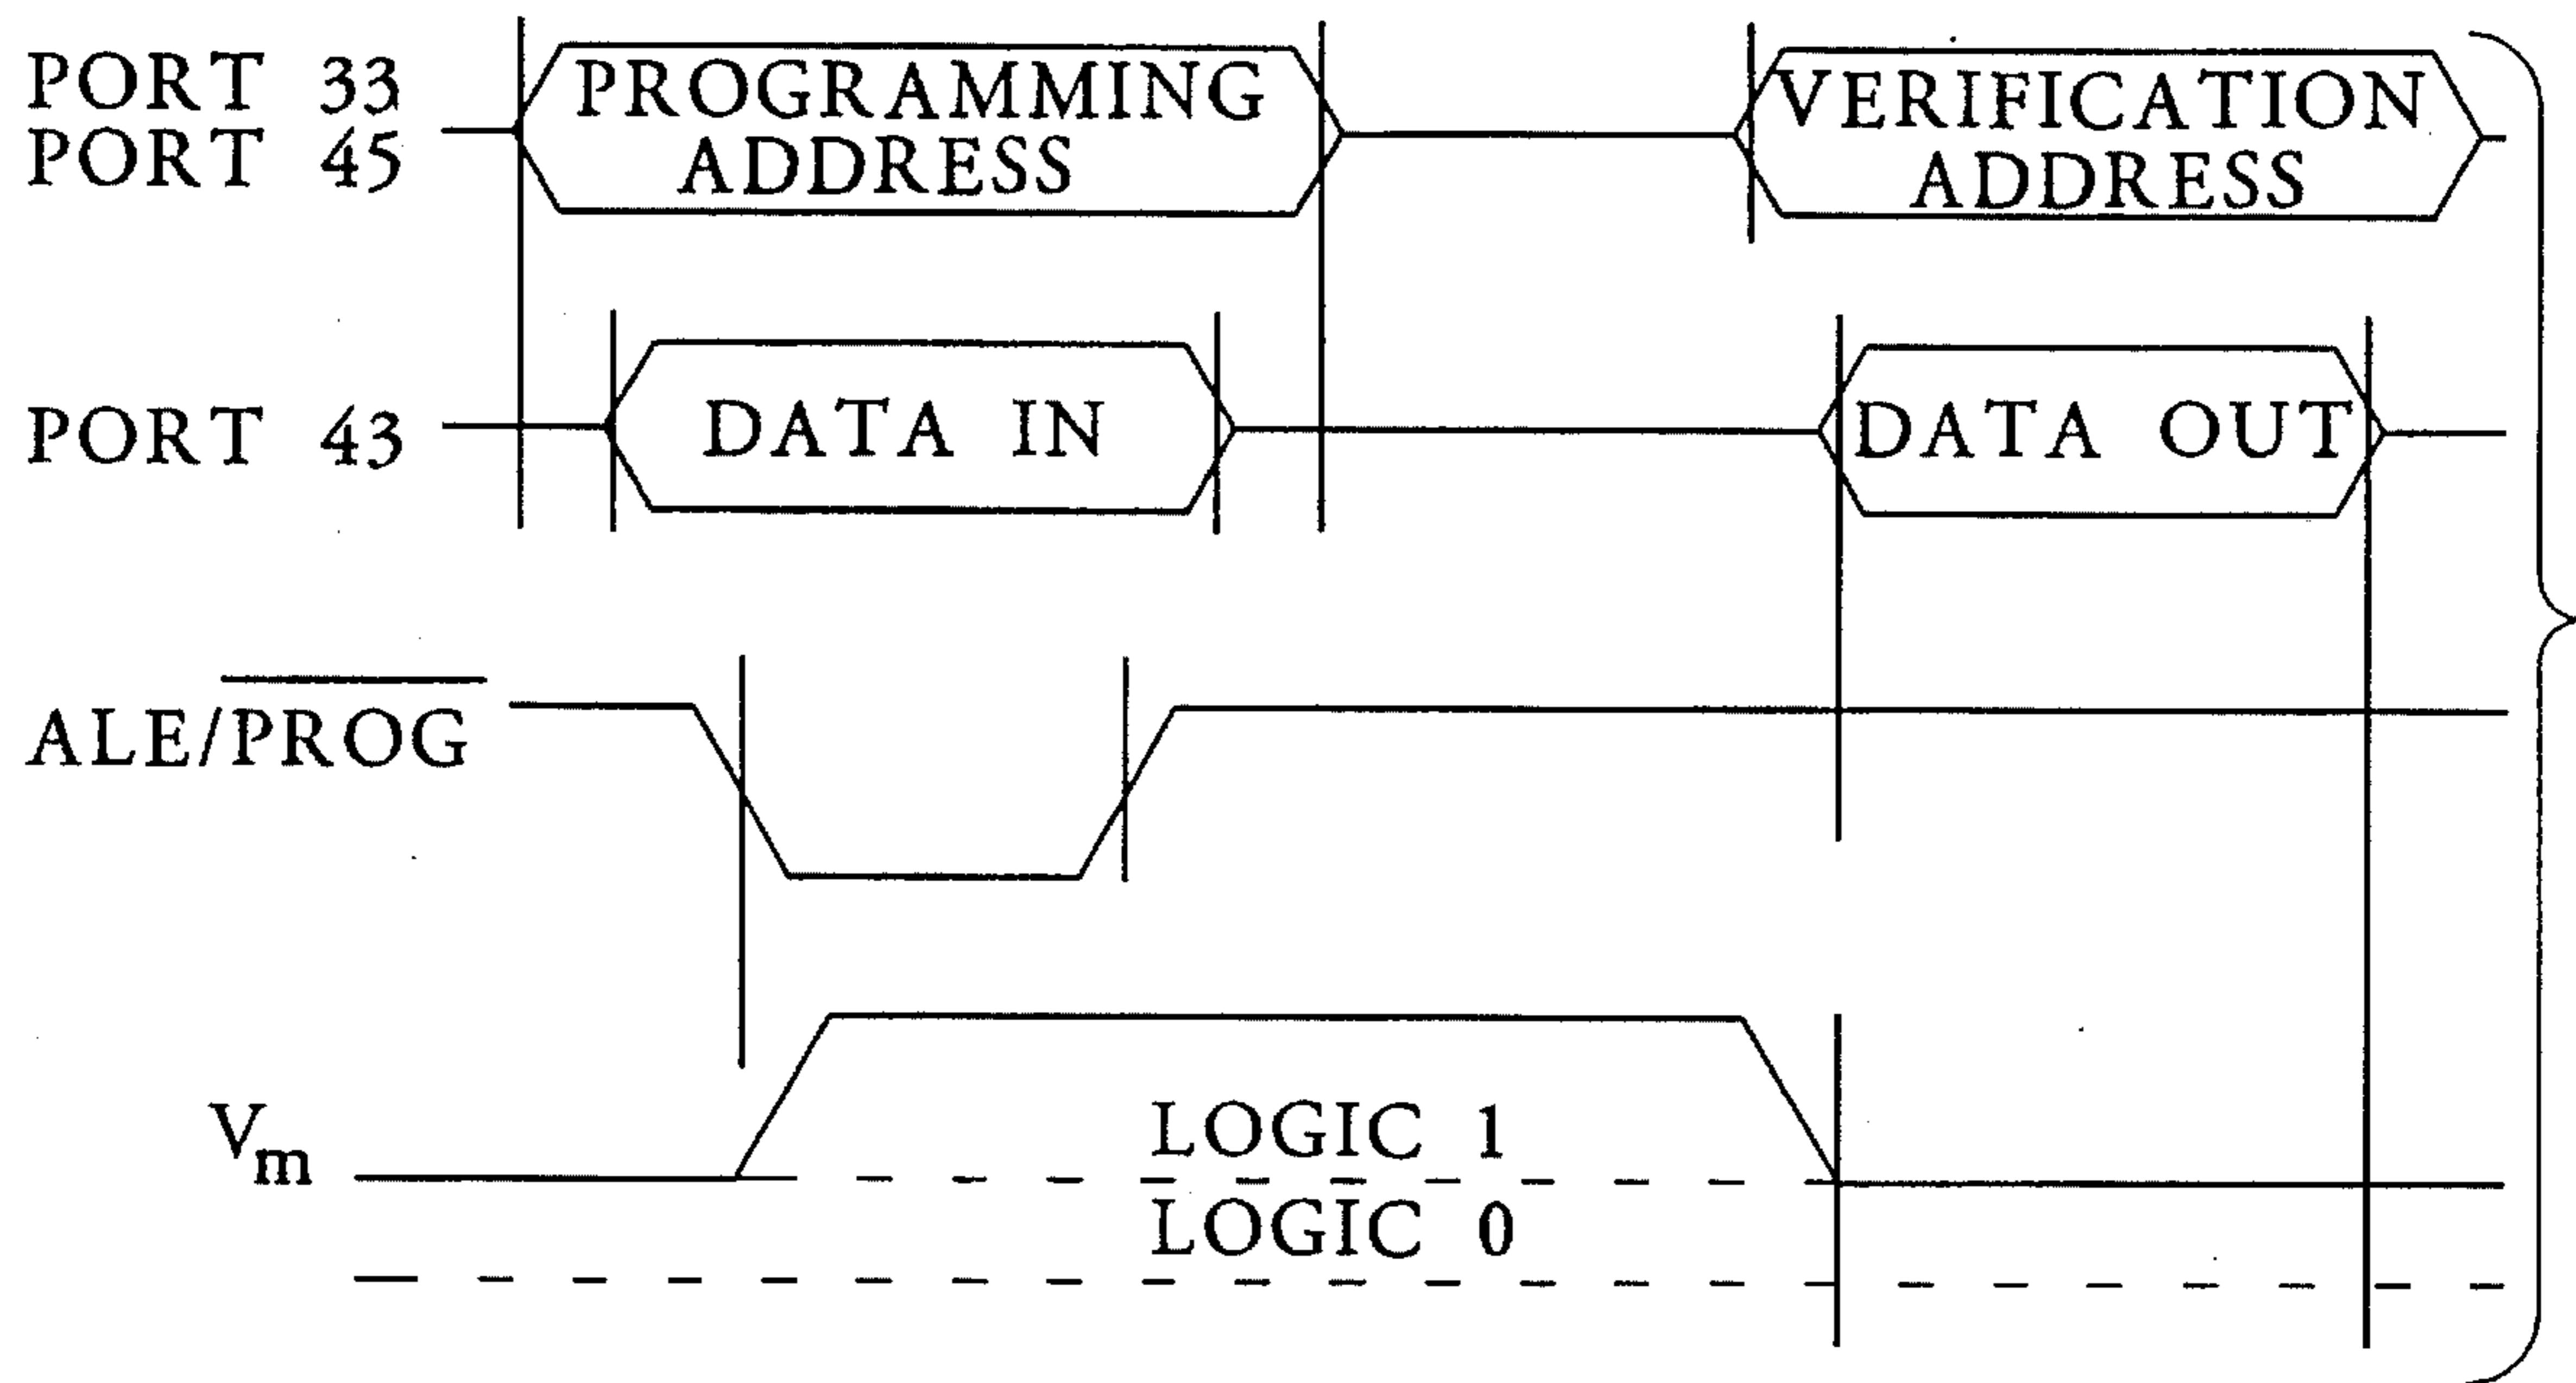 PORT 33
PORT 45
PROGRAMMING
ADDRESS
VERIFICATION
ADDRESS
PORT 43
DATA IN
DATA OUT
ALE/PROG
Vm
LOGIC 1
LOGIC 0